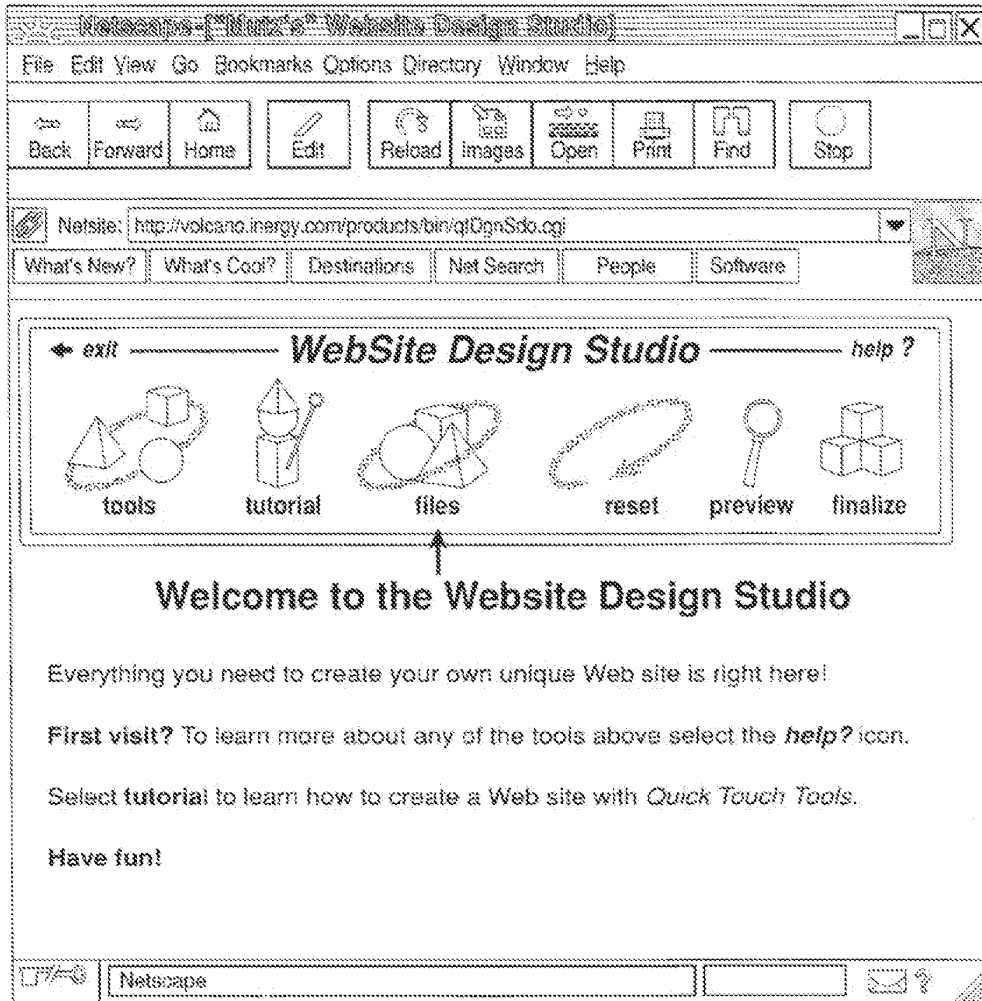 Netscape-["Mutz's" Website Design Studio]
File Edit View Go Bookmarks Options Directory Window Help
Back Forward Home Edit Reload Images Open Print Find Stop
Netsite: http://volcano.inergy.com/products/bin/qtDgnSdo.cgi
What's New? What's Cool? Destinations Net Search People Software
exit WebSite Design Studio help ?
tools tutorial files reset preview finalize
Welcome to the Website Design Studio
Everything you need to create your own unique Web site is right here!
First visit? To learn more about any of the tools above select the help? icon.
Select tutorial to learn how to create a Web site with Quick Touch Tools.
Have fun!
Netscape
?